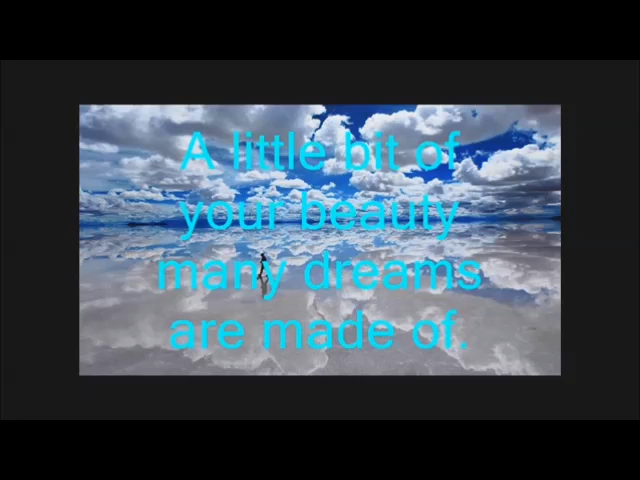 A little bit of
your beauty
many dreams
are made of.